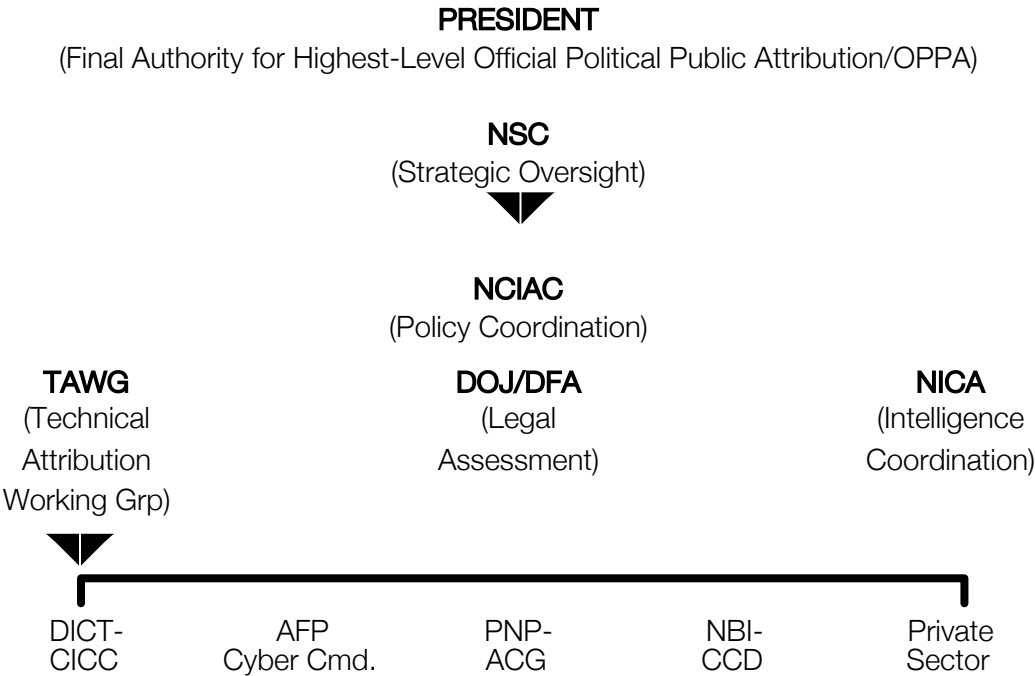 PRESIDENT
(Final Authority for Highest-Level Official Political Public Attribution/OPPA)
NSC
(Strategic Oversight)
NCIAC
(Policy Coordination)
TAWG
(Technical
Attribution
Working Grp)
DOJ/DFA
(Legal
Assessment)
NICA
(Intelligence
Coordination)
DICT-
CICC
AFP
Cyber Cmd.
PNP-
ACG
NBI-
CCD
Private
Sector